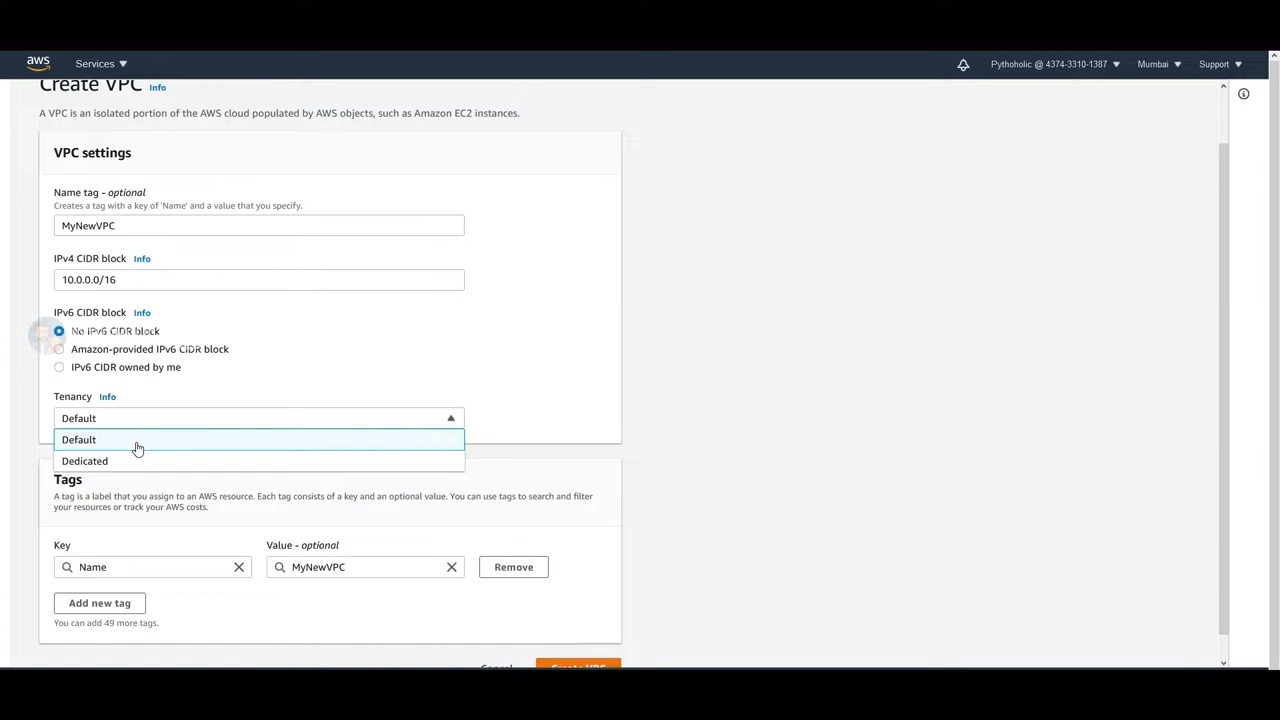 aws
Services
Pythoholic @ 4374-3310-1387
Mumbai
Support
Create VPC Info
A VPC is an isolated portion of the AWS cloud populated by AWS objects, such as Amazon EC2 instances.
VPC settings
Name tag - optional
Creates a tag with a key of 'Name' and a value that you specify.
MyNewVPC
IPv4 CIDR block Info
10.0.0.0/16
IPv6 CIDR block Info
No IPv6 CIDR block
Amazon-provided IPv6 CIDR block
IPv6 CIDR owned by me
Tenancy Info
Default
Default
Dedicated
Tags
A tag is a label that you assign to an AWS resource. Each tag consists of a key and an optional value. You can use tags to search and filter
your resources or track your AWS costs.
Key
Value - optional
Name
MyNewVPC
Remove
Add new tag
You can add 49 more tags.
Cancel
Create VPC